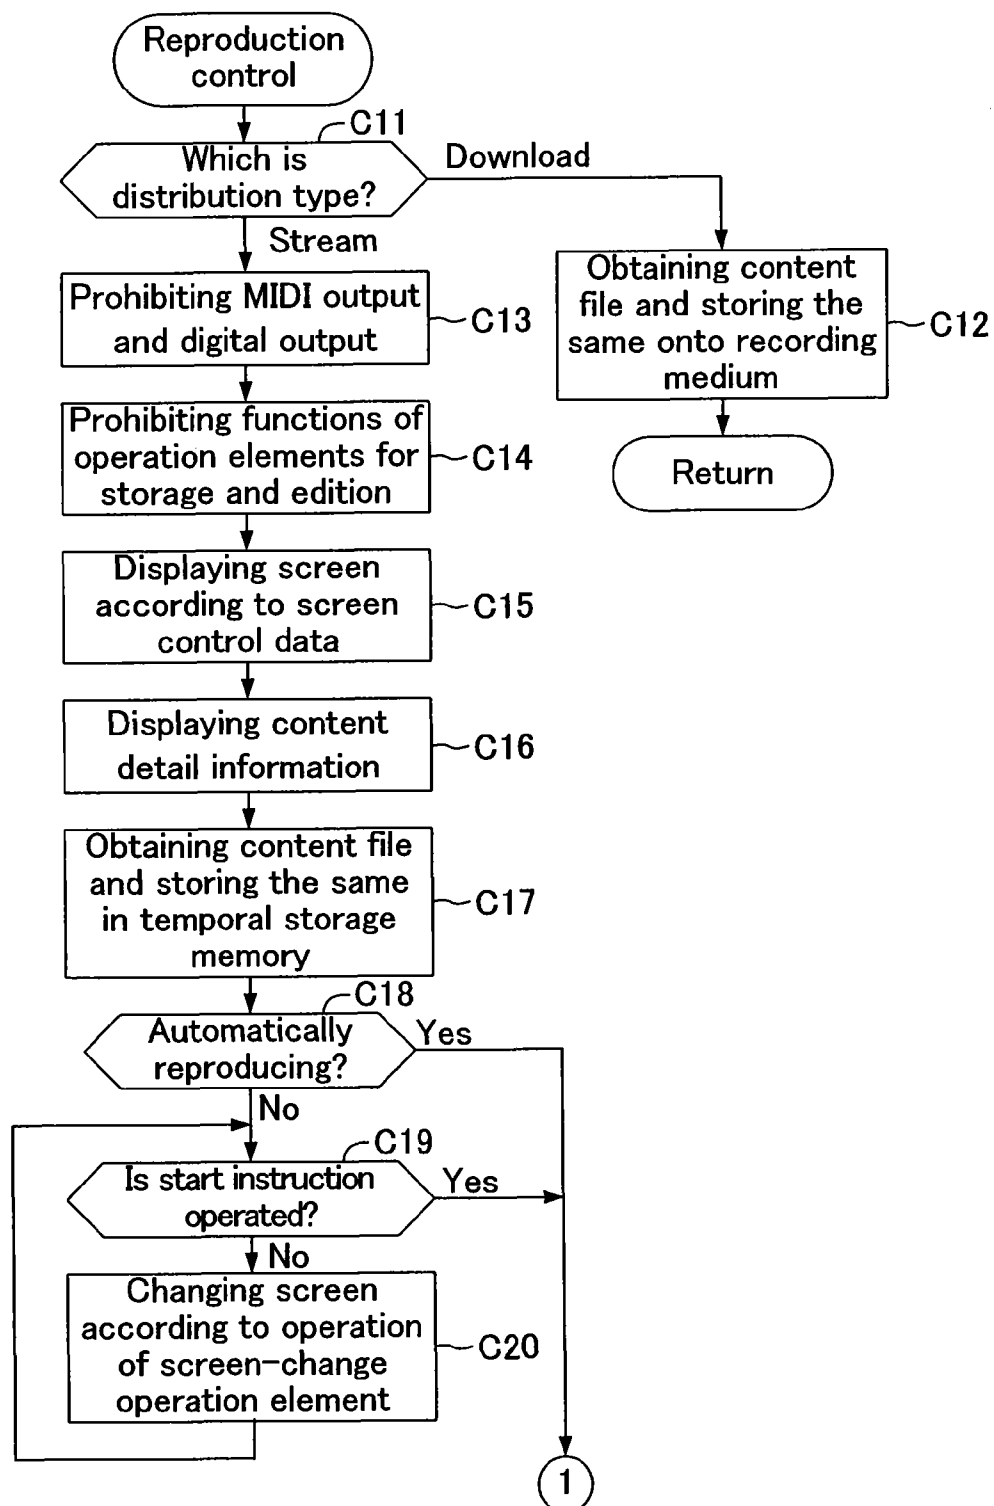 Reproduction
control
C11
Which is
distribution type?
Download
Stream
Obtaining content
file and storing the
same onto recording
medium
C12
Return
Prohibiting MIDI output
and digital output
C13
Prohibiting functions of
operation elements for
storage and edition
C14
Displaying screen
according to screen
control data
C15
Displaying content
detail information
C16
Obtaining content file
and storing the same
in temporal storage
memory
C17
C18
Automatically
reproducing?
Yes
No
C19
Is start instruction
operated?
Yes
No
Changing screen
according to operation
of screen-change
operation element
C20
1